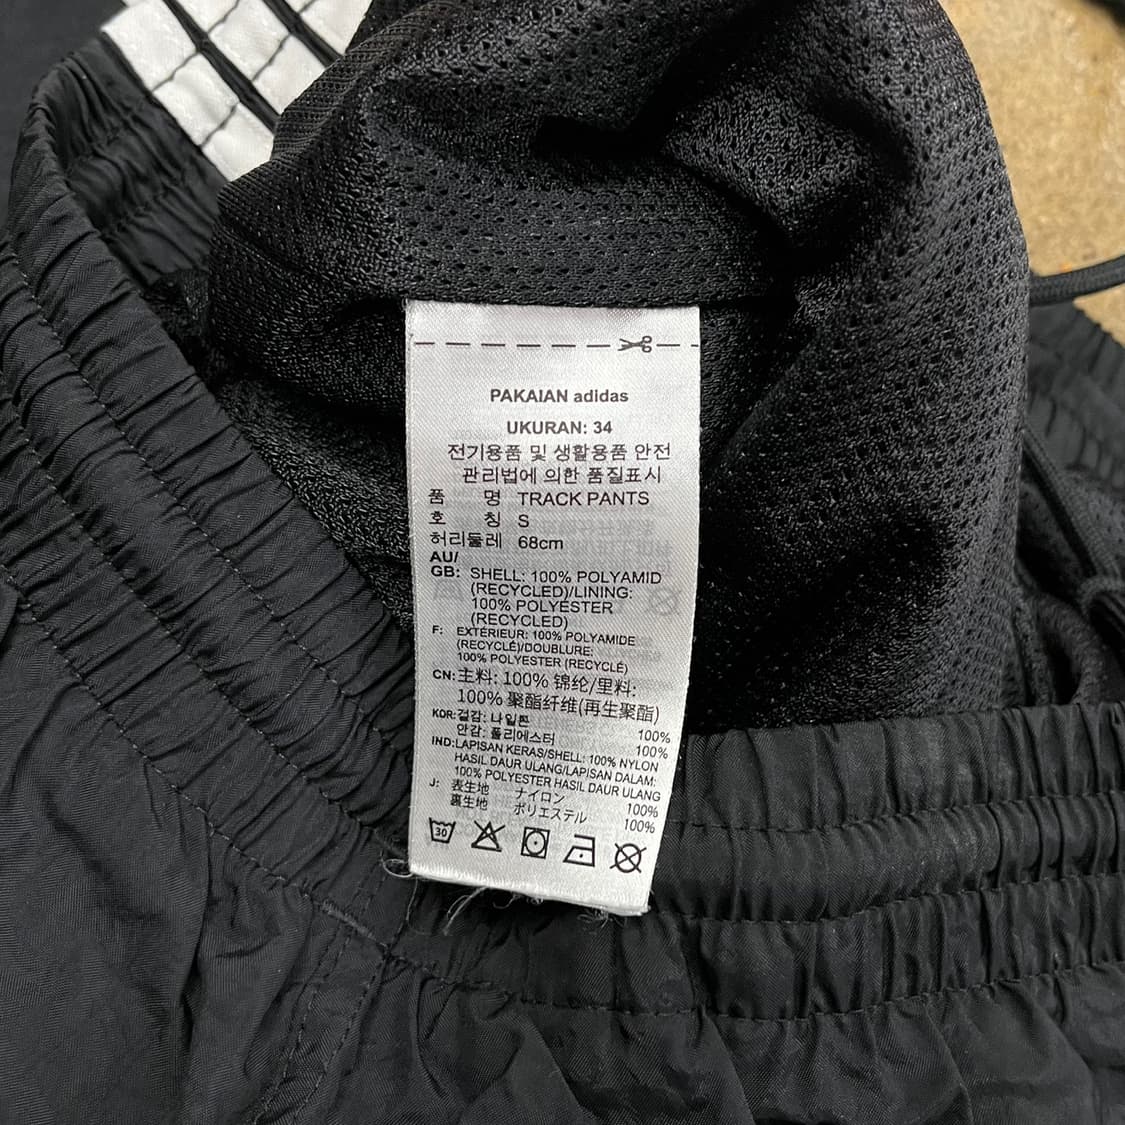 PAKAIAN adidas
UKURAN: 34
전기용품 및 생활용품 안전
관리법에 의한 품질표시
품 명 TRACK PANTS
호 칭 S
허리둘레 68cm
AU/
GB: SHELL: 100% POLYAMID
(RECYCLED)/LINING:
100% POLYESTER
(RECYCLED)
F: EXTÉRIEUR: 100% POLYAMIDE
(RECYCLÉ)/DOUBLURE:
100% POLYESTER (RECYCLÉ)
CN: 主料: 100% 锦纶/里料:
100% 聚酯纤维(再生聚酯)
KOR: 겉감: 나일론 100%
안감: 폴리에스터 100%
IND: LAPISAN KERAS/SHELL: 100% NYLON
HASIL DAUR ULANG/LAPISAN DALAM:
100% POLYESTER HASIL DAUR ULANG
J: 表生地 ナイロン 100%
裏生地 ポリエステル 100%
30